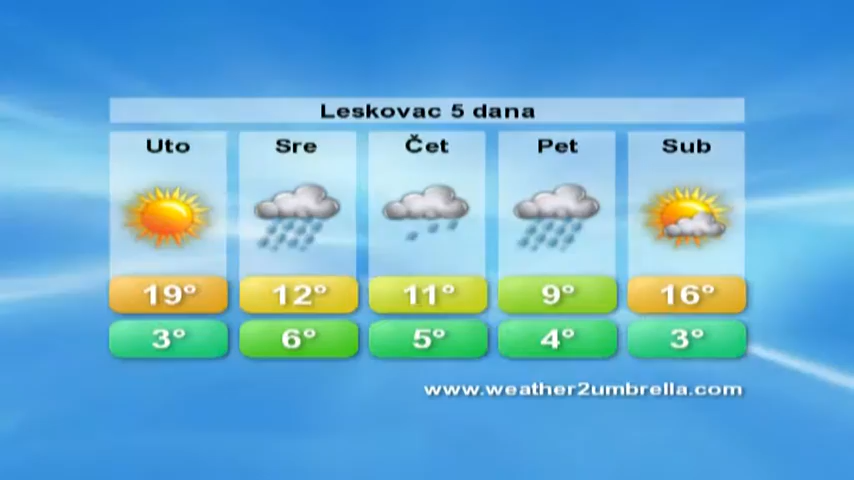 Leskovac 5 dana
Uto Sre Čet Pet Sub
19° 12° 11° 9° 16°
3° 6° 5° 4° 3°
www.weather2umbrella.com